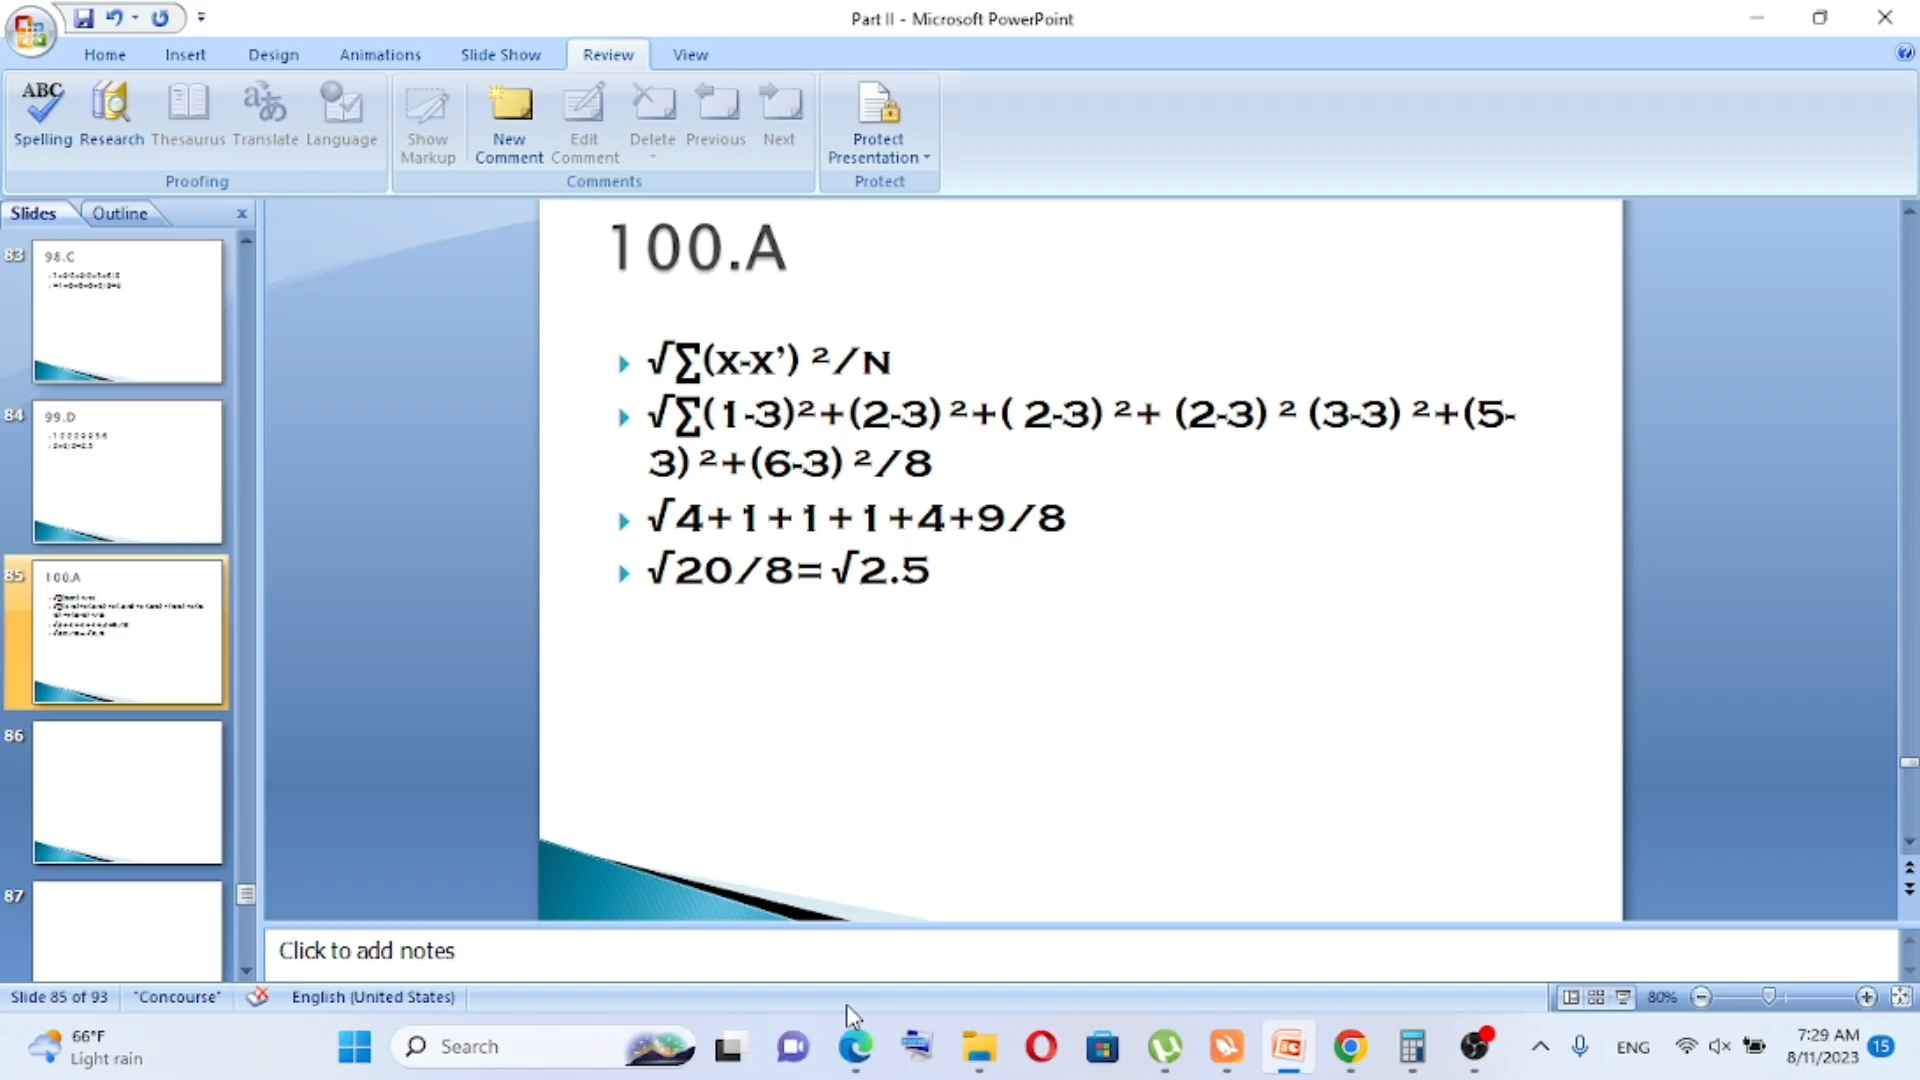 Part II - Microsoft PowerPoint
Home Insert Design Animations Slide Show Review View
ABC
Spelling Research Thesaurus Translate Language
Show Markup
New Comment
Edit Comment
Delete Previous Next
Protect Presentation
Proofing Comments Protect
Slides Outline x
83
98.C
84
99.D
85
100.A
86
87
100.A
√∑(X-X’) ²/N
√∑(1-3)²+(2-3) ²+( 2-3) ²+ (2-3) ² (3-3) ²+(5-
3) ²+(6-3) ²/8
√4+1+1+1+4+9/8
√20/8=√2.5
Click to add notes
Slide 85 of 93 "Concourse" English (United States) 80%
66°F
Light rain
Search
ENG
7:29 AM
8/11/2023
15